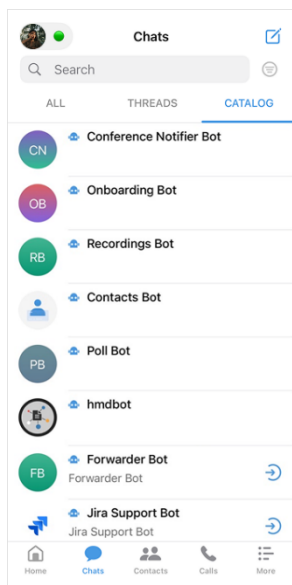 Chats
Search
ALL THREADS CATALOG
CN Conference Notifier Bot
OB Onboarding Bot
RB Recordings Bot
Contacts Bot
PB Poll Bot
hmdbot
FB Forwarder Bot
Forwarder Bot
Jira Support Bot
Jira Support Bot
Home Chats Contacts Calls More